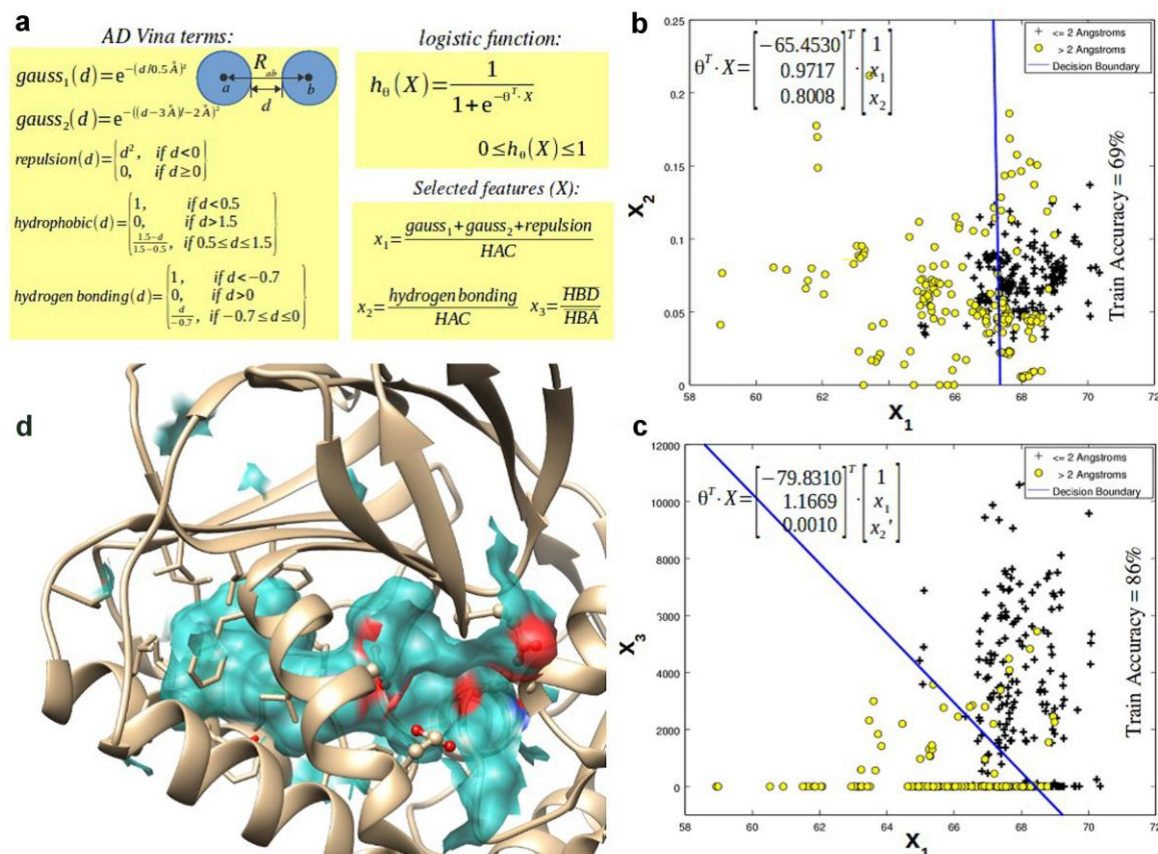 a
AD Vina terms:
gauss₁(d)=e^−(d/0.5 Å)²
R ab
a b
d
gauss₂(d)=e^−((d−3Å)/−2Å)²
repulsion(d)={d², if d<0
0, if d≥0}
hydrophobic(d)={1, if d<0.5
0, if d>1.5
1.5−d/1.5−0.5, if 0.5≤d≤1.5}
hydrogen bonding(d)={1, if d<−0.7
0, if d>0
d/−0.7, if −0.7≤d≤0}
logistic function:
hθ(X)=1/1+e^−θᵀ·X
0≤hθ(X)≤1
Selected features (X):
x₁=gauss₁+gauss₂+repulsion/HAC
x₂=hydrogen bonding/HAC x₃=HBD/HBA
b
0.25
0.2
0.15
0.1
0.05
0
X₂
θᵀ·X=[−65.4530 0.9717 0.8008]ᵀ·[1 x₁ x₂]
<= 2 Angstroms
> 2 Angstroms
Decision Boundary
Train Accuracy = 69%
58 60 62 64 66 68 70 72
X₁
c
12000
10000
8000
6000
4000
2000
0
X₃
θᵀ·X=[−79.8310 1.1669 0.0010]ᵀ·[1 x₁ x₂']
<= 2 Angstroms
> 2 Angstroms
Decision Boundary
Train Accuracy = 86%
58 60 62 64 66 68 70 72
X₁
d